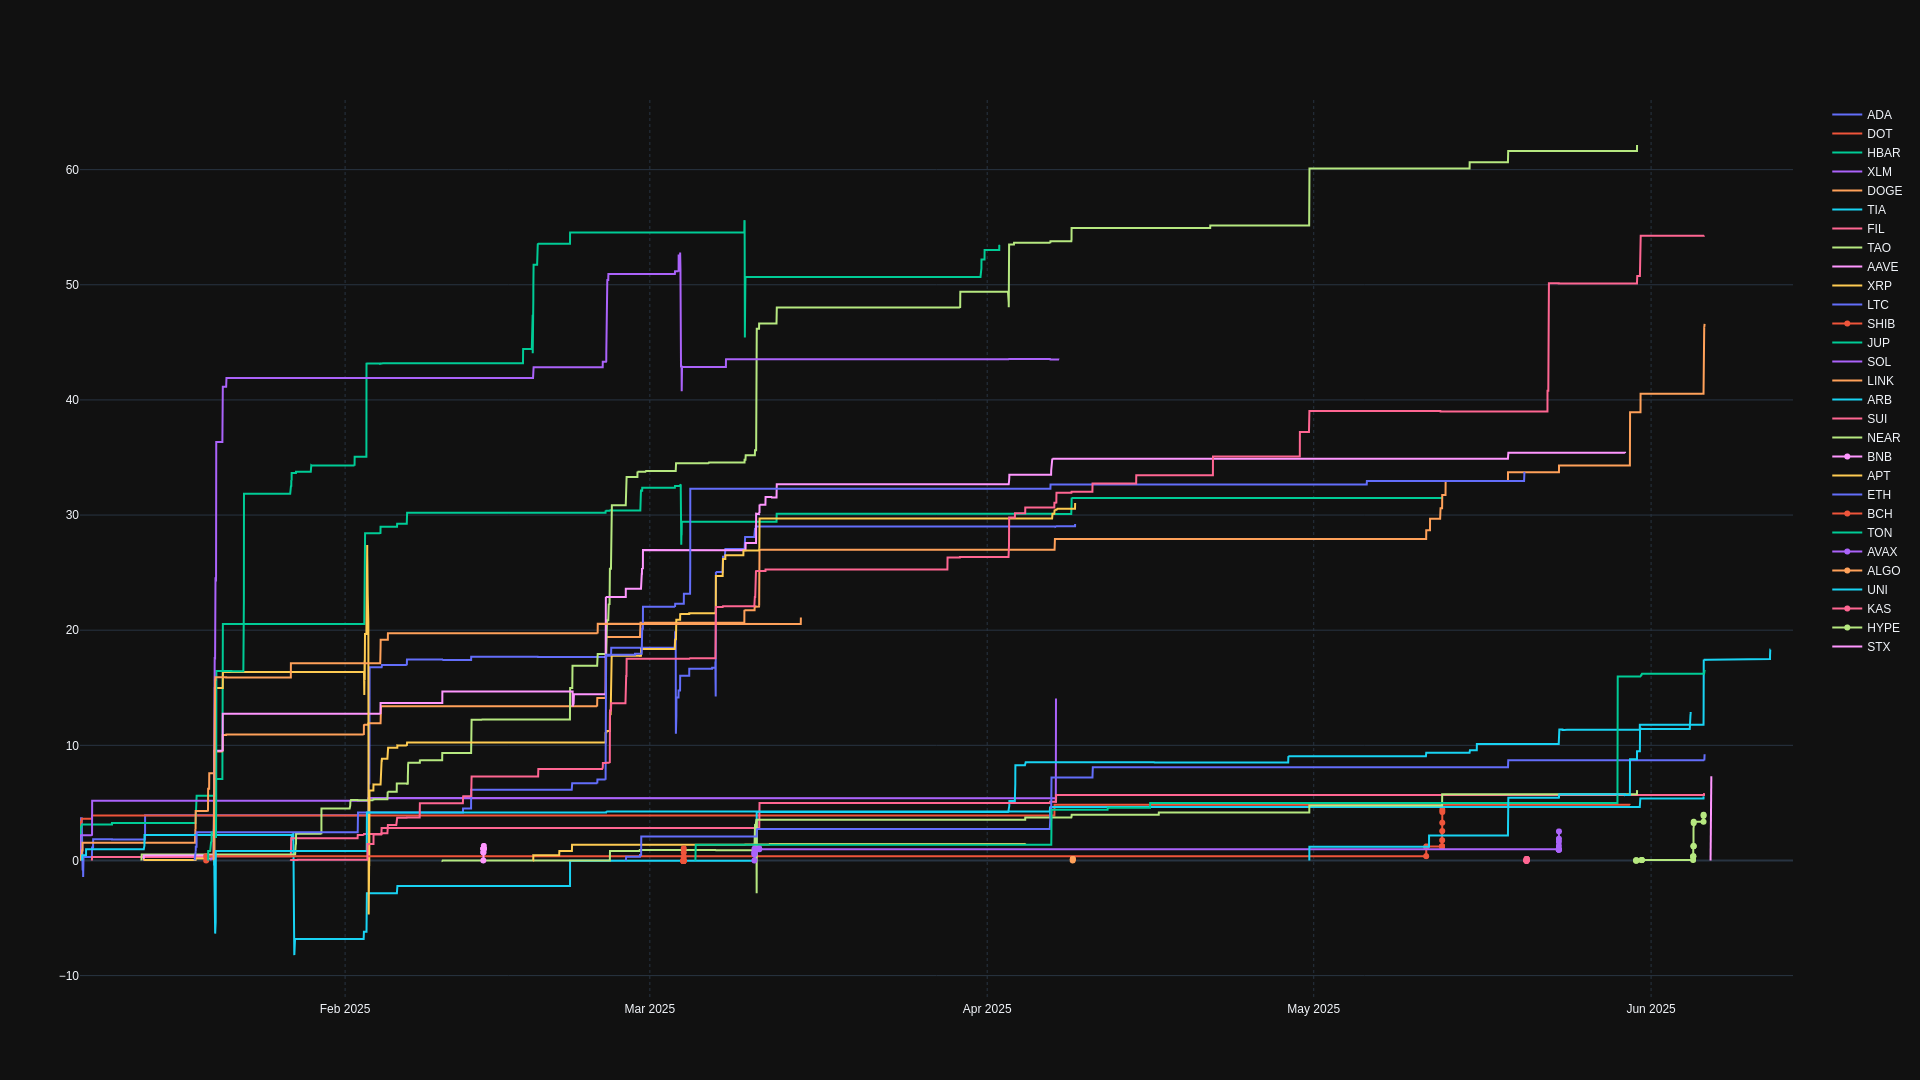 60
50
40
30
20
10
0
−10
Feb 2025
Mar 2025
Apr 2025
May 2025
Jun 2025
ADA
DOT
HBAR
XLM
DOGE
TIA
FIL
TAO
AAVE
XRP
LTC
SHIB
JUP
SOL
LINK
ARB
SUI
NEAR
BNB
APT
ETH
BCH
TON
AVAX
ALGO
UNI
KAS
HYPE
STX